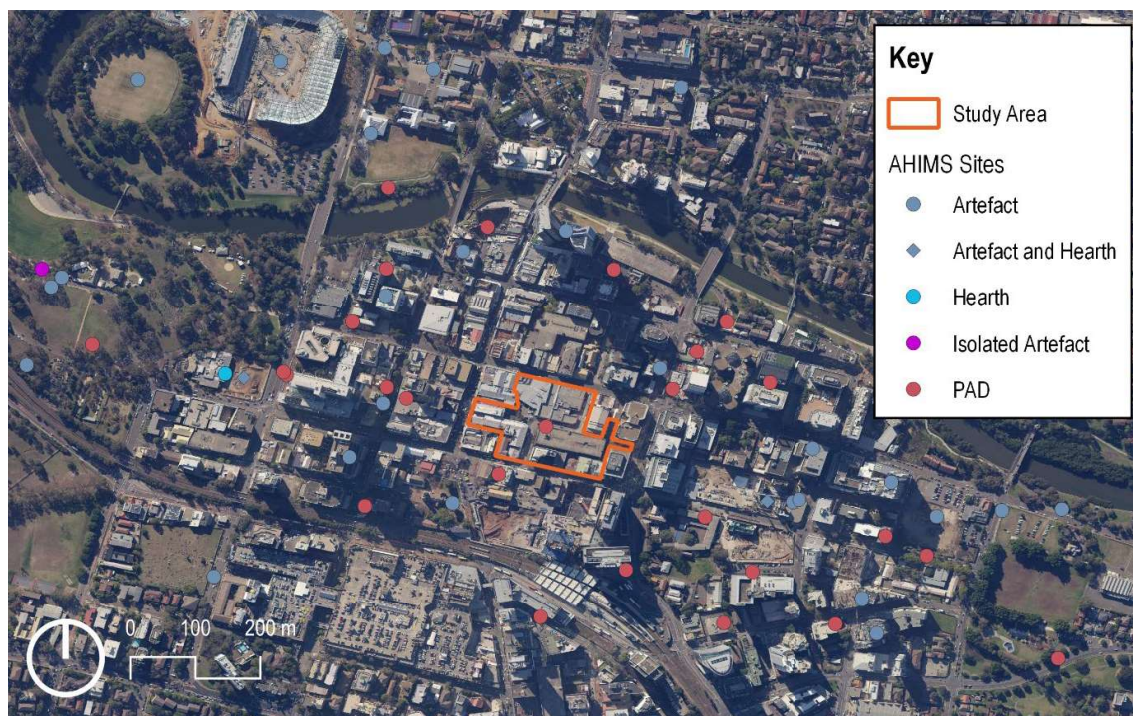 Key
Study Area
AHIMS Sites
Artefact
Artefact and Hearth
Hearth
Isolated Artefact
PAD
0 100 200 m